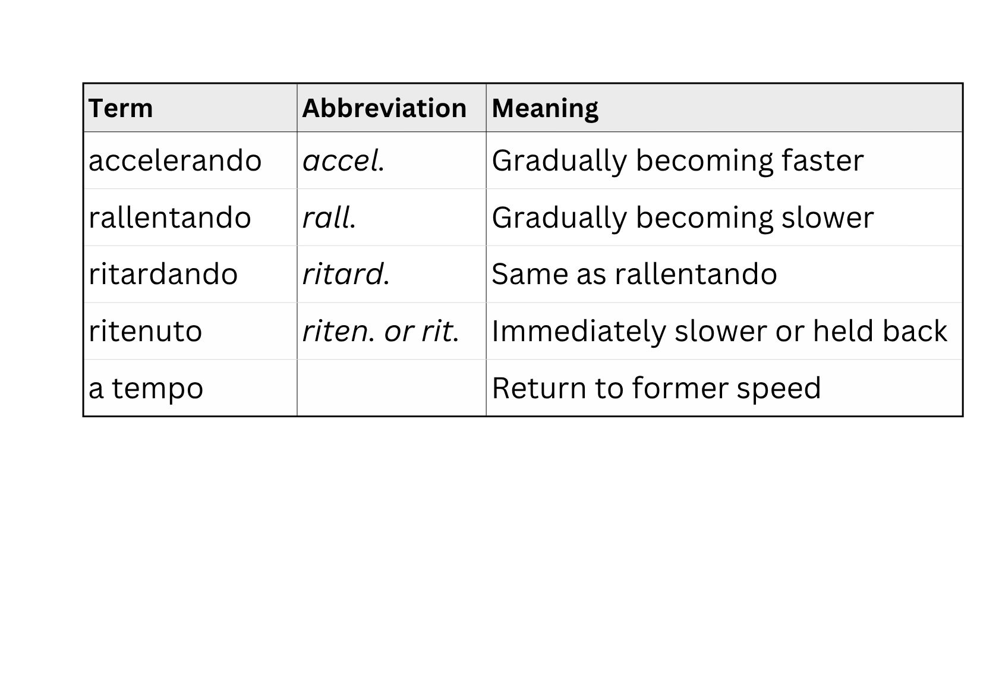 Term Abbreviation Meaning
accelerando accel. Gradually becoming faster
rallentando rall. Gradually becoming slower
ritardando ritard. Same as rallentando
ritenuto riten. or rit. Immediately slower or held back
a tempo Return to former speed